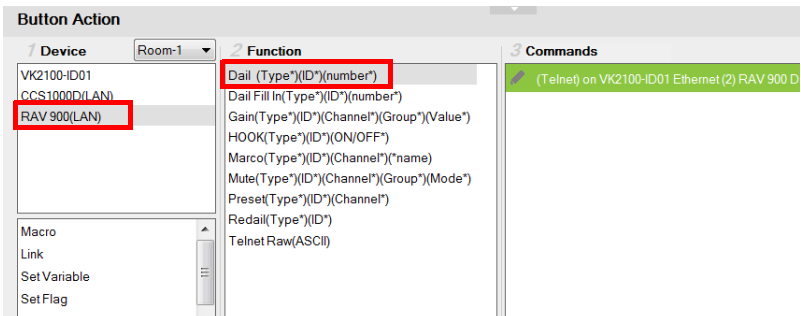 Button Action
1 Device Room-1
VK2100-ID01
CCS1000D(LAN)
RAV 900(LAN)
Macro
Link
Set Variable
Set Flag
2 Function
Dail (Type*)(ID*)(number*)
Dail Fill In(Type*)(ID*)(number*)
Gain(Type*)(ID*)(Channel*)(Group*)(Value*)
HOOK(Type*)(ID*)(ON/OFF*)
Marco(Type*)(ID*)(Channel*)(*name)
Mute(Type*)(ID*)(Channel*)(Group*)(Mode*)
Preset(Type*)(ID*)(Channel*)
Redail(Type*)(ID*)
Telnet Raw(ASCII)
3 Commands
(Telnet) on VK2100-ID01 Ethernet (2) RAV 900 D